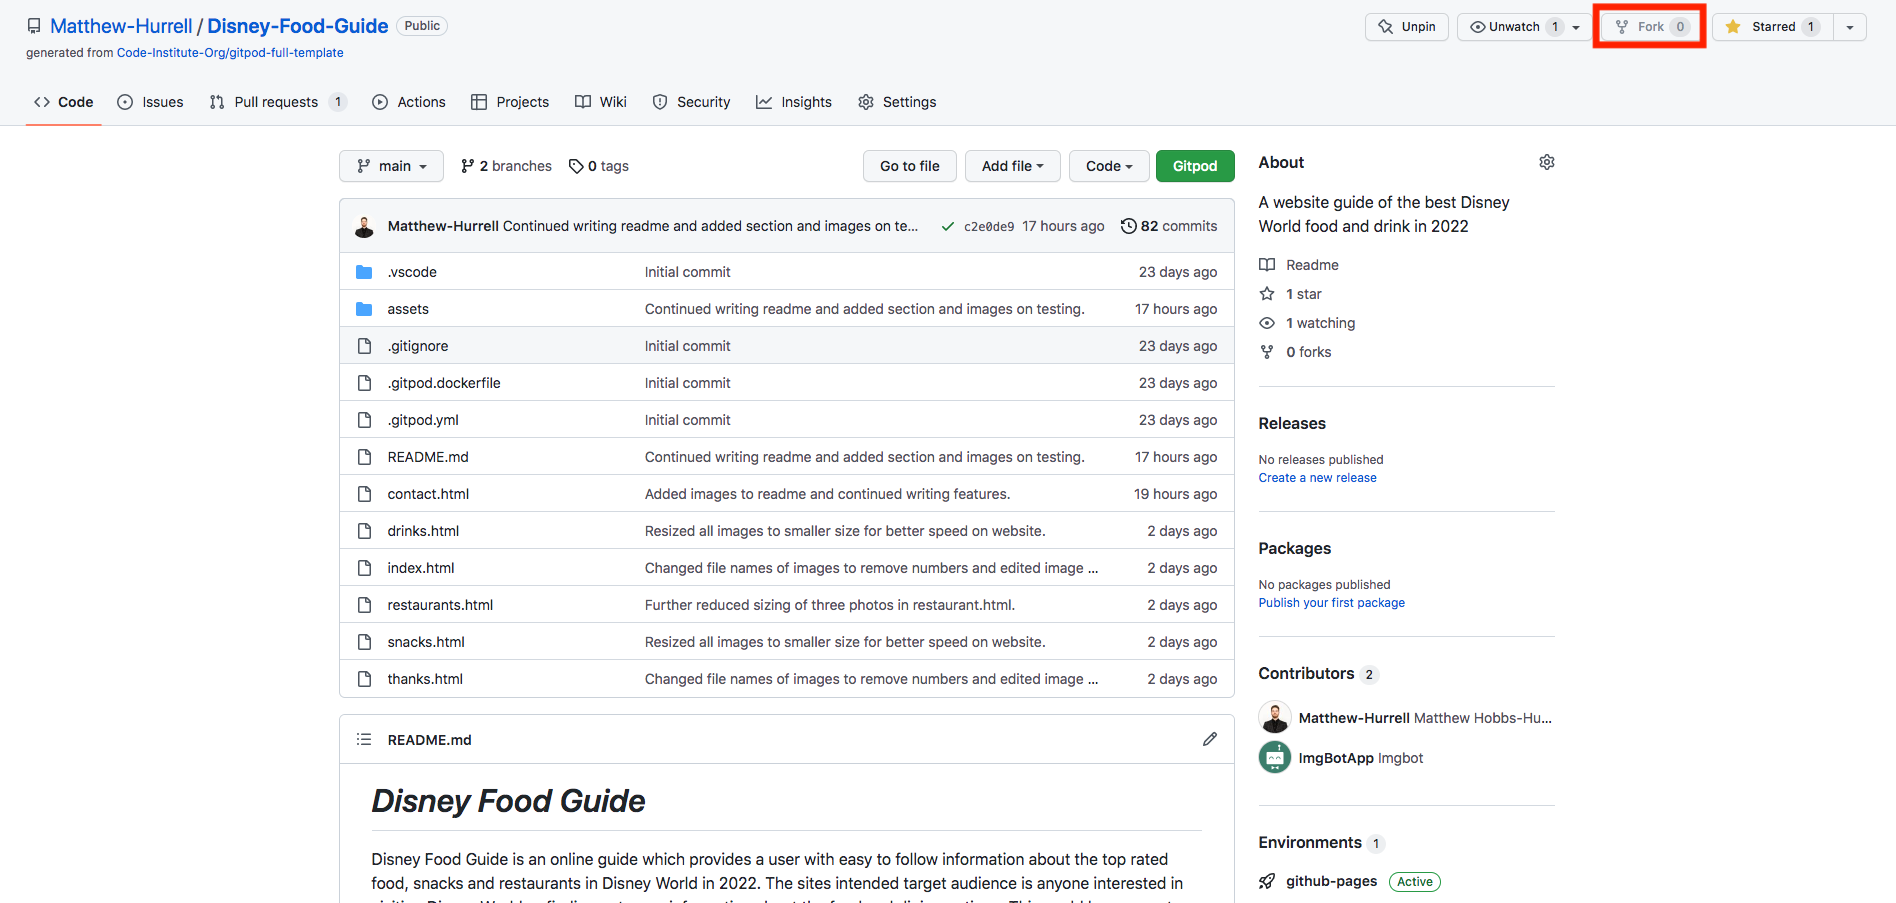 Matthew-Hurrell / Disney-Food-Guide Public
generated from Code-Institute-Org/gitpod-full-template
Unpin Unwatch 1 Fork 0 Starred 1
Code Issues Pull requests 1 Actions Projects Wiki Security Insights Settings
main 2 branches 0 tags Go to file Add file Code Gitpod
Matthew-Hurrell Continued writing readme and added section and images on te... c2e0de9 17 hours ago 82 commits
.vscode Initial commit 23 days ago
assets Continued writing readme and added section and images on testing. 17 hours ago
.gitignore Initial commit 23 days ago
.gitpod.dockerfile Initial commit 23 days ago
.gitpod.yml Initial commit 23 days ago
README.md Continued writing readme and added section and images on testing. 17 hours ago
contact.html Added images to readme and continued writing features. 19 hours ago
drinks.html Resized all images to smaller size for better speed on website. 2 days ago
index.html Changed file names of images to remove numbers and edited image ... 2 days ago
restaurants.html Further reduced sizing of three photos in restaurant.html. 2 days ago
snacks.html Resized all images to smaller size for better speed on website. 2 days ago
thanks.html Changed file names of images to remove numbers and edited image ... 2 days ago
README.md
Disney Food Guide
Disney Food Guide is an online guide which provides a user with easy to follow information about the top rated
food, snacks and restaurants in Disney World in 2022. The sites intended target audience is anyone interested in
About
A website guide of the best Disney
World food and drink in 2022
Readme
1 star
1 watching
0 forks
Releases
No releases published
Create a new release
Packages
No packages published
Publish your first package
Contributors 2
Matthew-Hurrell Matthew Hobbs-Hu...
ImgBotApp Imgbot
Environments 1
github-pages Active